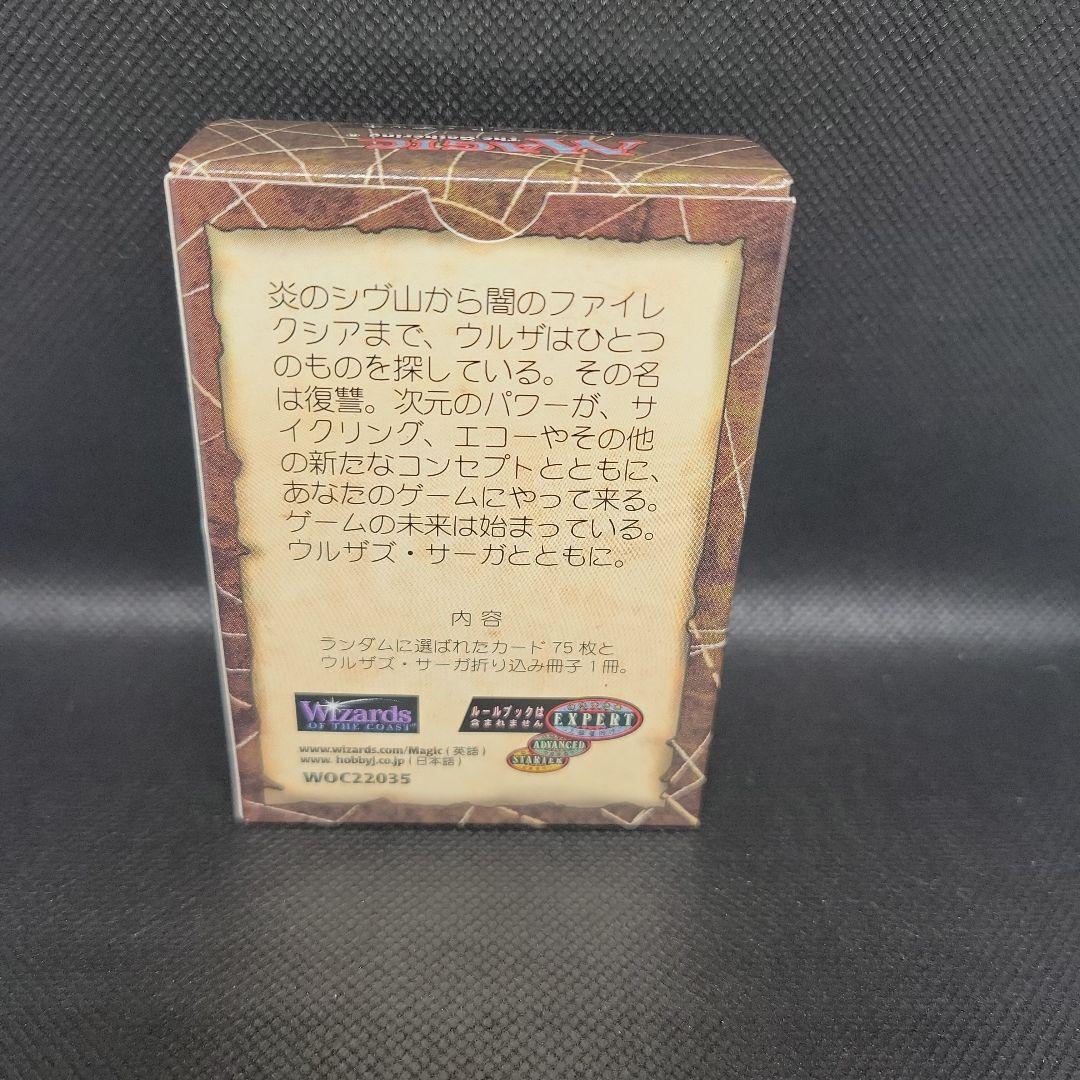 MAGIC
The Gathering®
炎のシヴ山から闇のファイレ
クシアまで、ウルザはひとつ
のものを探している。その名
は復讐。次元のパワーが、サ
イクリング、エコーやその他
の新たなコンセプトとともに、
あなたのゲームにやって来る。
ゲームの未来は始まっている。
ウルザズ・サーガとともに。
内容
ランダムに選ばれたカード 75 枚と
ウルザズ・サーガ折り込み冊子 1 冊。
Wizards
OF THE COAST®
ルールブックは
含まれません
EXPERT
ADVANCED
STARTER
www.wizards.com/Magic (英語)
www.hobbyj.co.jp (日本語)
WOC22035